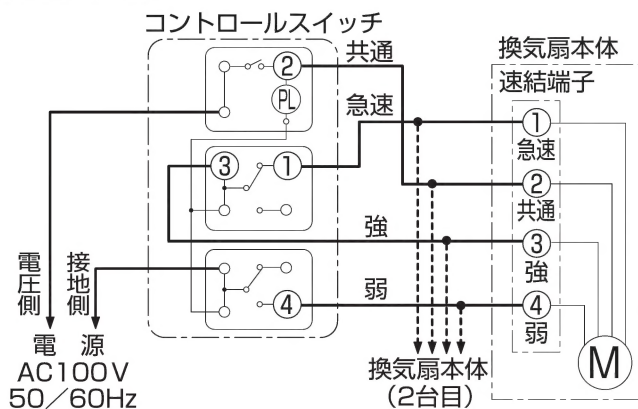 コントロールスイッチ
共通
急速
強
弱
②
PL
③
①
④
電圧側
接地側
電 源
AC100V
50/60Hz
換気扇本体
速結端子
①
急速
②
共通
③
強
④
弱
M
換気扇本体
(2台目)